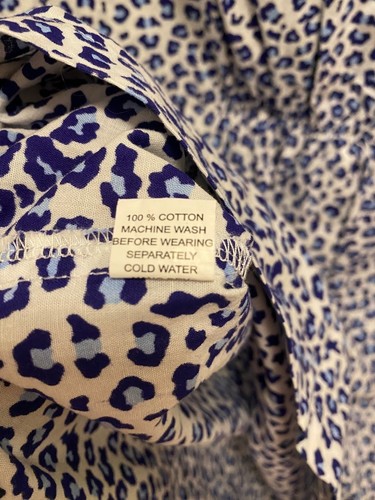 100 % COTTON
MACHINE WASH
BEFORE WEARING
SEPARATELY
COLD WATER